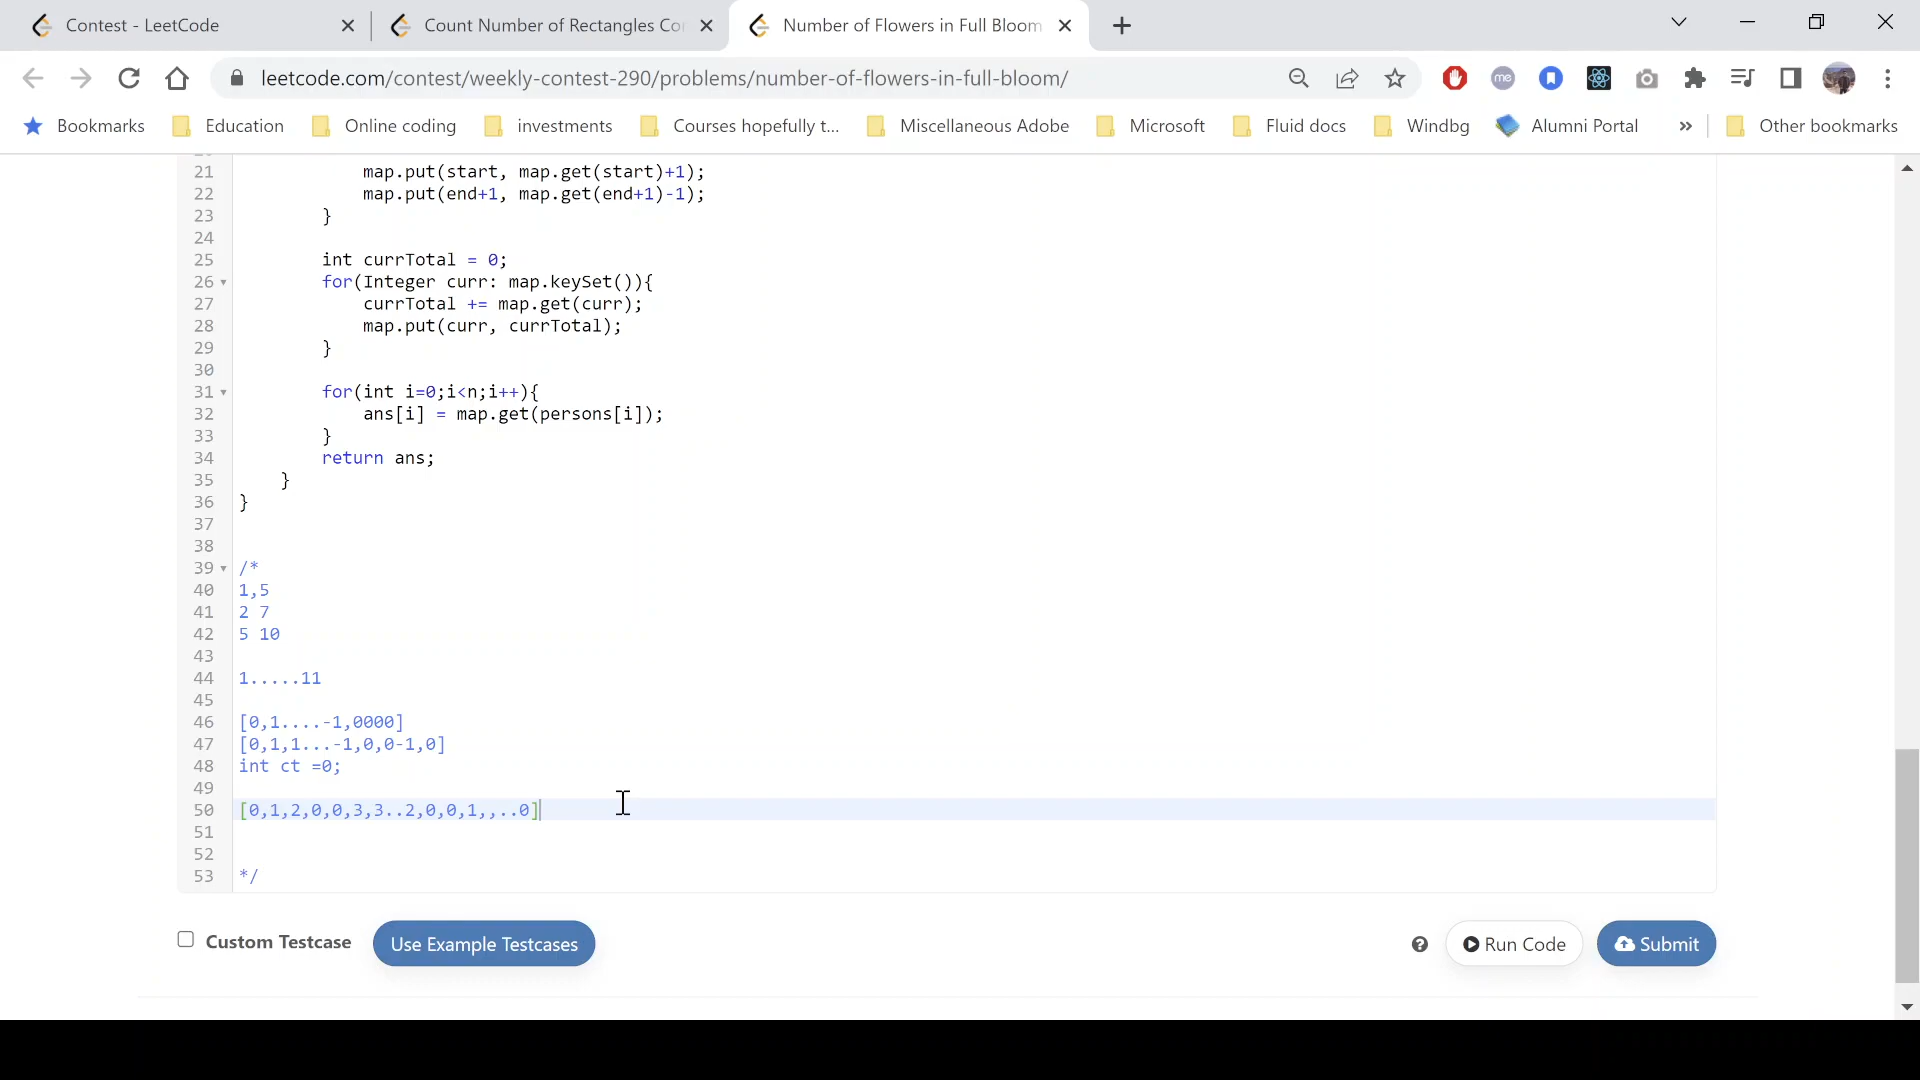 Contest - LeetCode
Count Number of Rectangles Co
Number of Flowers in Full Bloom
leetcode.com/contest/weekly-contest-290/problems/number-of-flowers-in-full-bloom/
me
Bookmarks Education Online coding investments Courses hopefully t... Miscellaneous Adobe Microsoft Fluid docs Windbg Alumni Portal » Other bookmarks
21 map.put(start, map.get(start)+1);
22 map.put(end+1, map.get(end+1)-1);
23 }
24
25 int currTotal = 0;
26 for(Integer curr: map.keySet()){
27 currTotal += map.get(curr);
28 map.put(curr, currTotal);
29 }
30
31 for(int i=0;i<n;i++){
32 ans[i] = map.get(persons[i]);
33 }
34 return ans;
35 }
36 }
37
38
39 /*
40 1,5
41 2 7
42 5 10
43
44 1.....11
45
46 [0,1....-1,0000]
47 [0,1,1...-1,0,0-1,0]
48 int ct =0;
49
50 [0,1,2,0,0,3,3..2,0,0,1,,..0]
51
52
53 */
Custom Testcase Use Example Testcases ? Run Code Submit